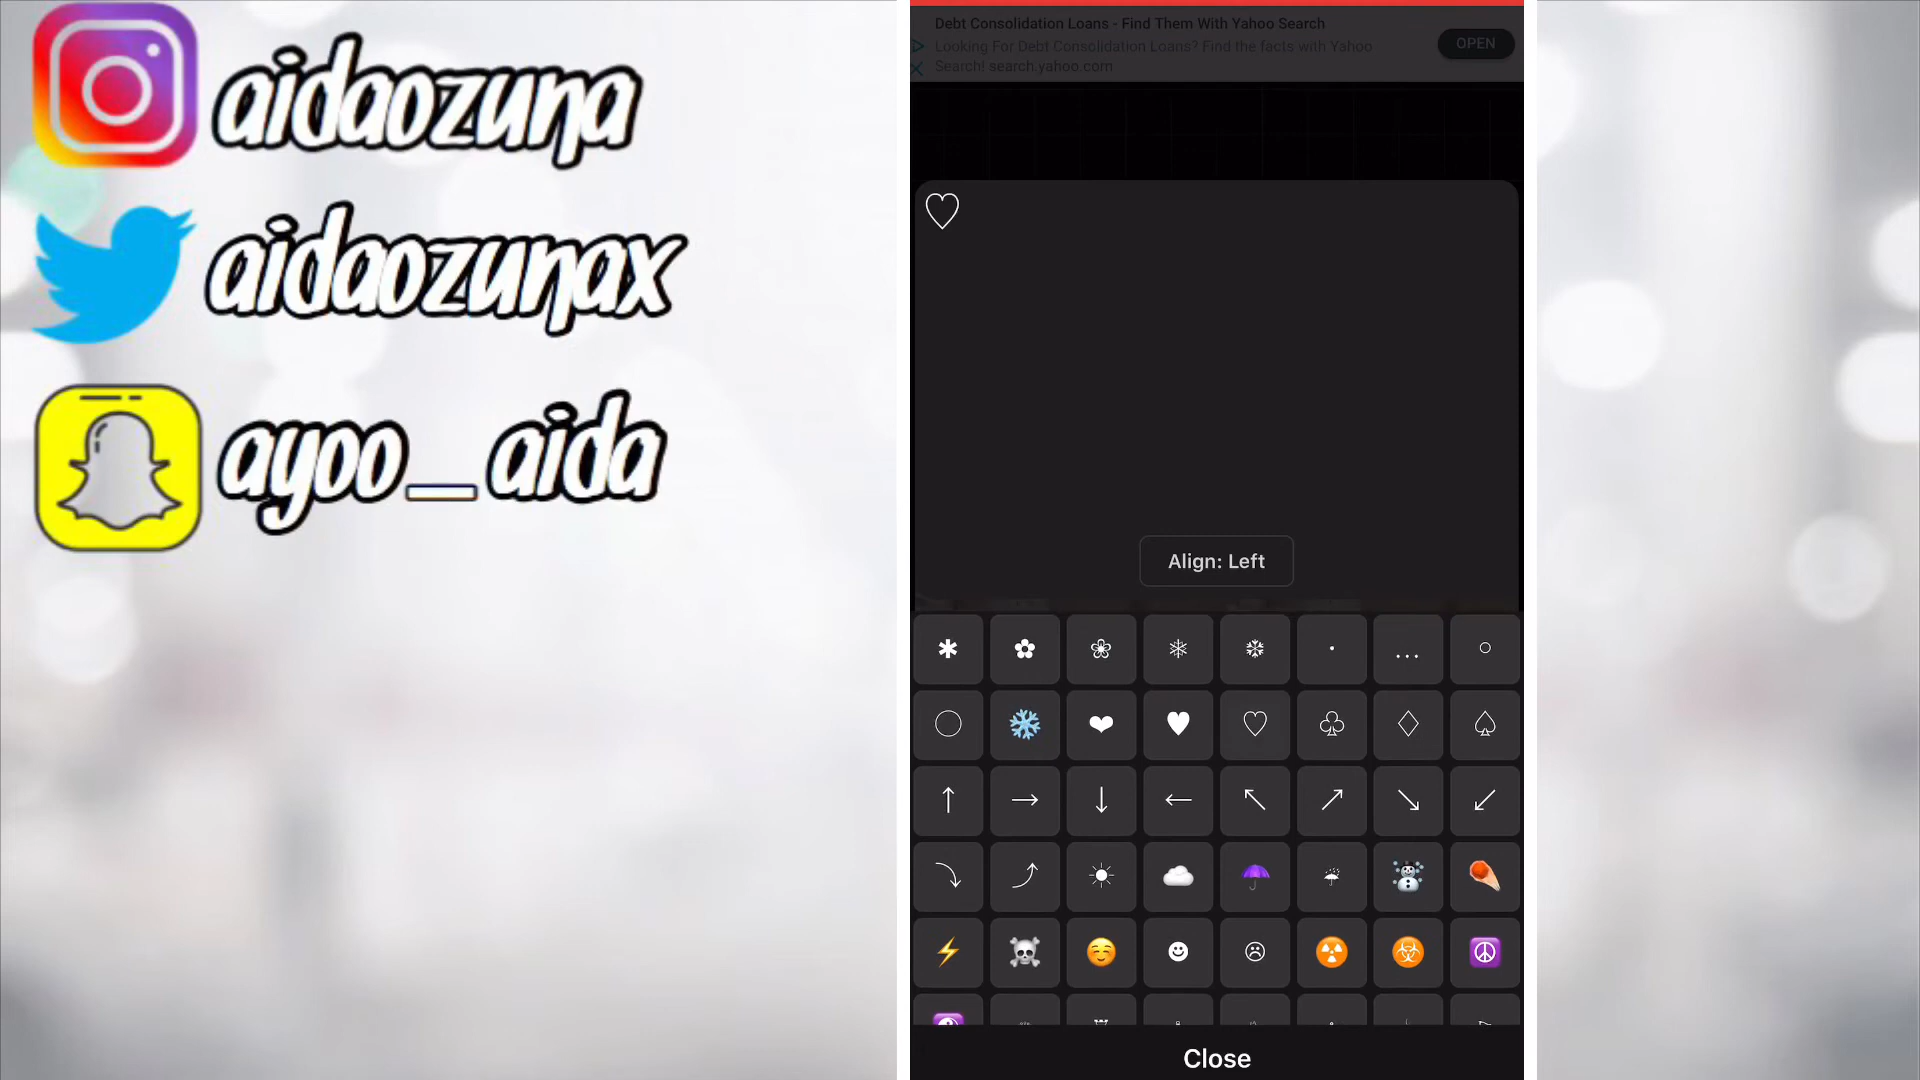 aidaozuna
aidaozunax
ayoo__aida
Debt Consolidation Loans - Find Them With Yahoo Search
Looking For Debt Consolidation Loans? Find the facts with Yahoo
Search! search.yahoo.com
OPEN
Align: Left
Close